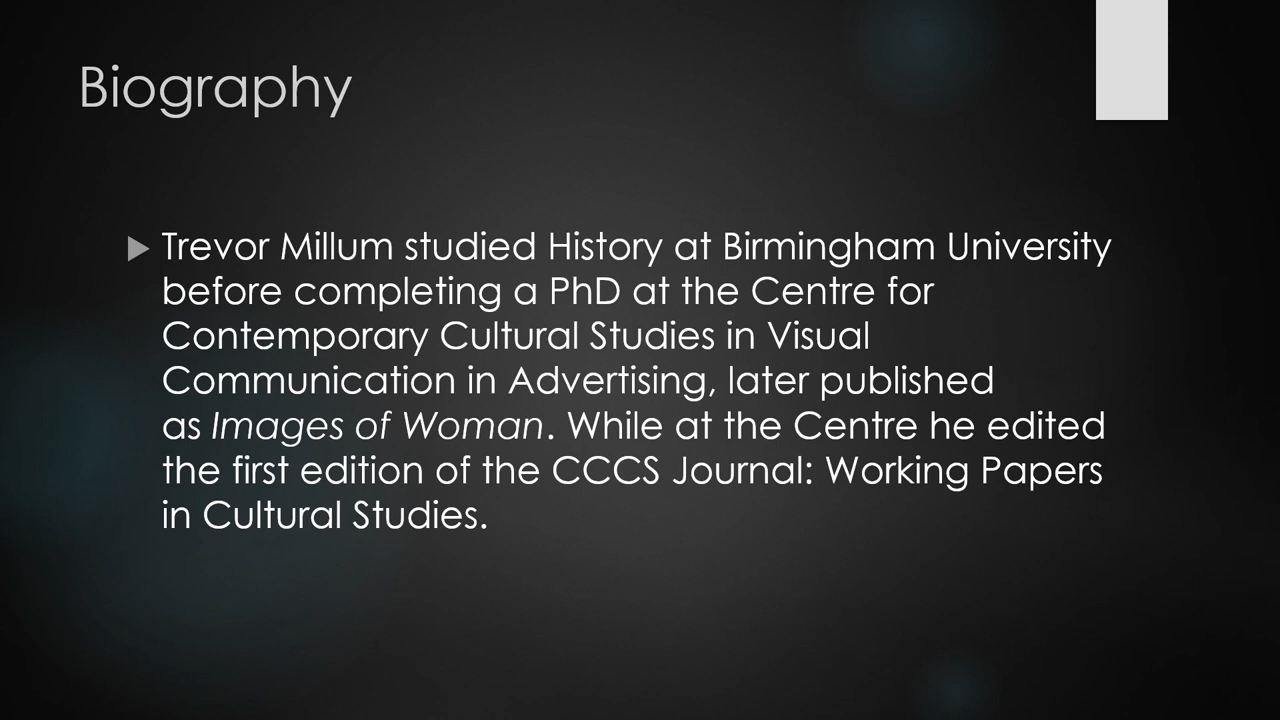 Biography
Trevor Millum studied History at Birmingham University
before completing a PhD at the Centre for
Contemporary Cultural Studies in Visual
Communication in Advertising, later published
as Images of Woman. While at the Centre he edited
the first edition of the CCCS Journal: Working Papers
in Cultural Studies.